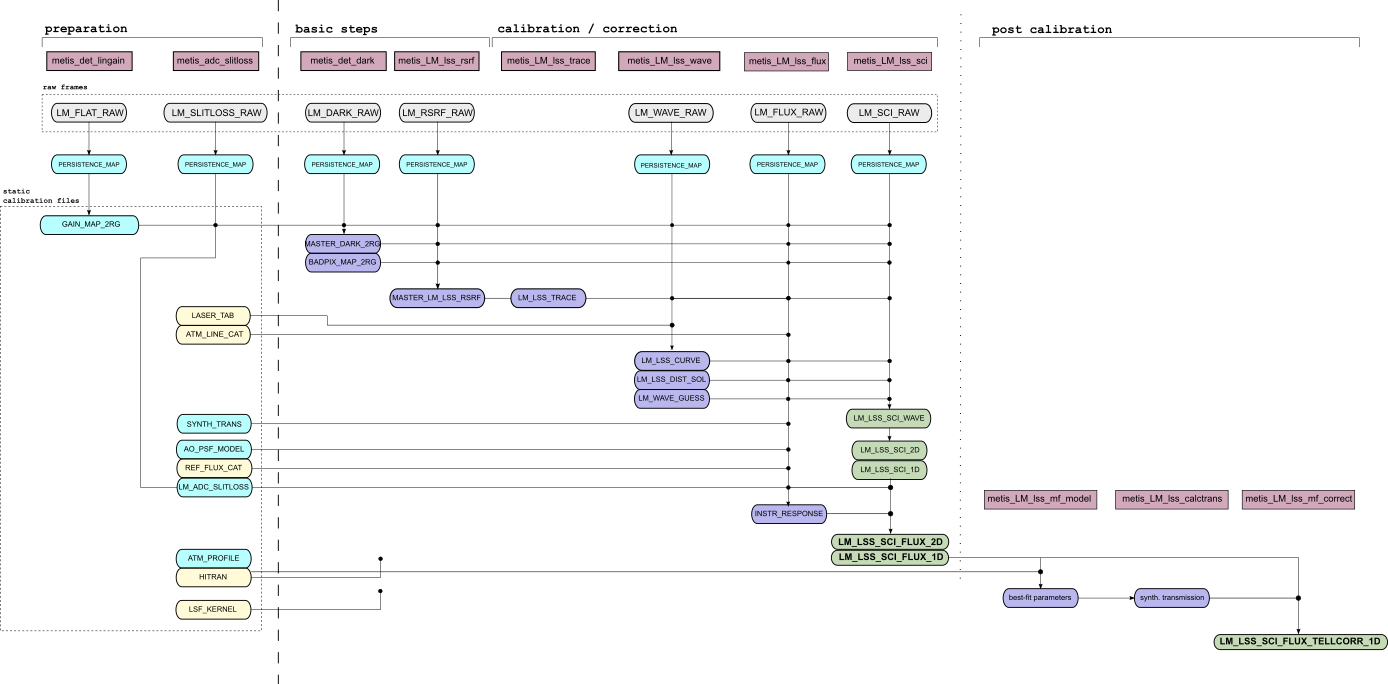 preparation
basic steps
calibration / correction
post calibration
metis_det_lingain
metis_adc_slitloss
metis_det_dark
metis_LM_lss_rsrf
metis_LM_lss_trace
metis_LM_lss_wave
metis_LM_lss_flux
metis_LM_lss_sci
raw frames
LM_FLAT_RAW
LM_SLITLOSS_RAW
LM_DARK_RAW
LM_RSRF_RAW
LM_WAVE_RAW
LM_FLUX_RAW
LM_SCI_RAW
PERSISTENCE_MAP
PERSISTENCE_MAP
PERSISTENCE_MAP
PERSISTENCE_MAP
PERSISTENCE_MAP
PERSISTENCE_MAP
PERSISTENCE_MAP
static
calibration files
GAIN_MAP_2RG
MASTER_DARK_2RG
BADPIX_MAP_2RG
MASTER_LM_LSS_RSRF
LM_LSS_TRACE
LASER_TAB
ATM_LINE_CAT
LM_LSS_CURVE
LM_LSS_DIST_SOL
LM_WAVE_GUESS
LM_LSS_SCI_WAVE
SYNTH_TRANS
AO_PSF_MODEL
REF_FLUX_CAT
LM_ADC_SLITLOSS
LM_LSS_SCI_2D
LM_LSS_SCI_1D
metis_LM_lss_mf_model
metis_LM_lss_calctrans
metis_LM_lss_mf_correct
INSTR_RESPONSE
LM_LSS_SCI_FLUX_2D
LM_LSS_SCI_FLUX_1D
ATM_PROFILE
HITRAN
LSF_KERNEL
best-fit parameters
synth. transmission
LM_LSS_SCI_FLUX_TELLCORR_1D